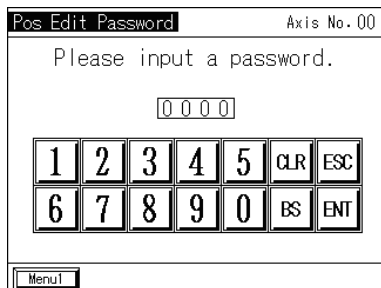 Pos Edit Password Axis No.00
Please input a password.
0000
1 2 3 4 5 CLR ESC
6 7 8 9 0 BS ENT
Menu1